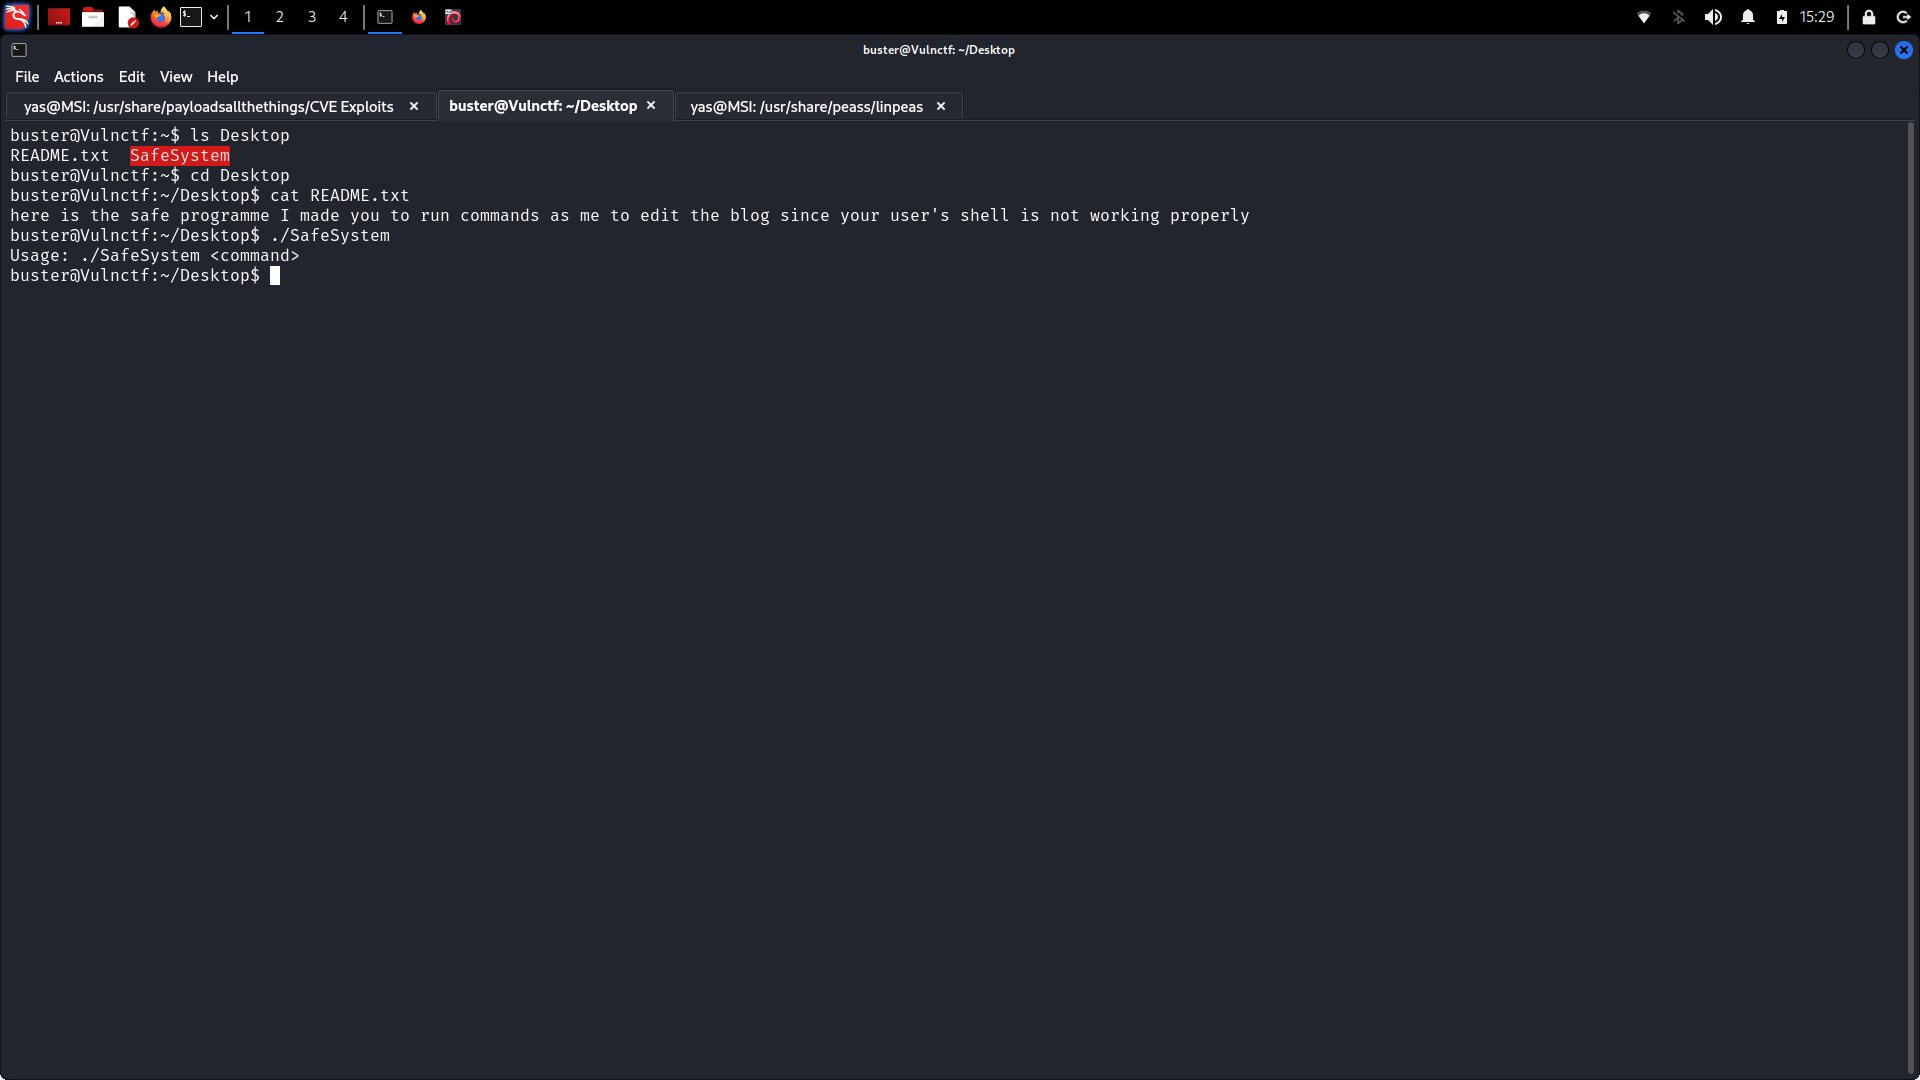 1 2 3 4 15:29
buster@Vulnctf: ~/Desktop
File Actions Edit View Help
yas@MSI: /usr/share/payloadsallthethings/CVE Exploits buster@Vulnctf: ~/Desktop yas@MSI: /usr/share/peass/linpeas
buster@Vulnctf:~$ ls Desktop
README.txt SafeSystem
buster@Vulnctf:~$ cd Desktop
buster@Vulnctf:~/Desktop$ cat README.txt
here is the safe programme I made you to run commands as me to edit the blog since your user's shell is not working properly
buster@Vulnctf:~/Desktop$ ./SafeSystem
Usage: ./SafeSystem <command>
buster@Vulnctf:~/Desktop$